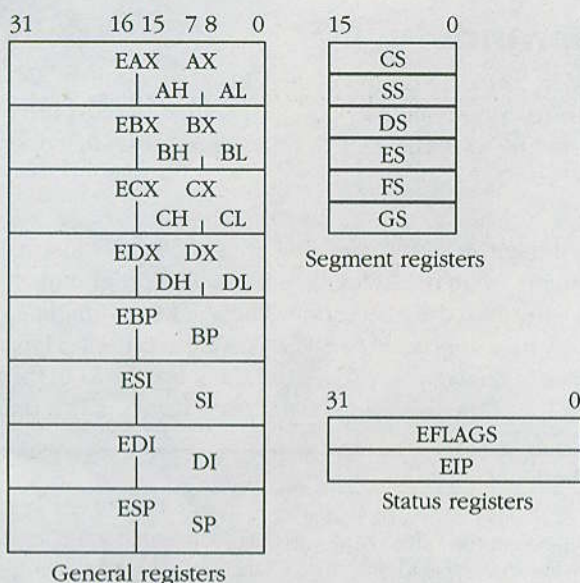 31 16 15 7 8 0
EAX AX
AH AL
EBX BX
BH BL
ECX CX
CH CL
EDX DX
DH DL
EBP
BP
ESI
SI
EDI
DI
ESP
SP
General registers
15 0
CS
SS
DS
ES
FS
GS
Segment registers
31 0
EFLAGS
EIP
Status registers